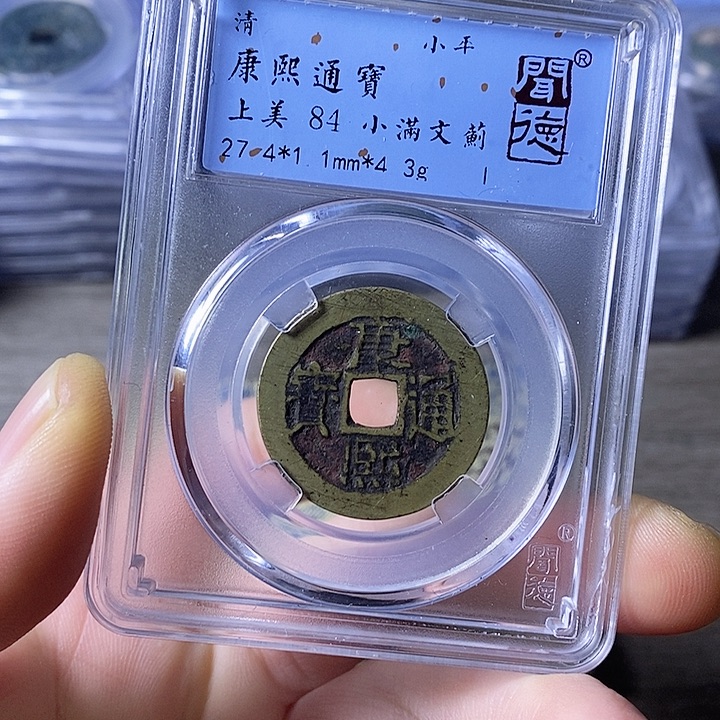 清 小平
康熙通寶
上美 84 小滿文薊
27.4*1.1mm*4.3g
聞德®
康熙通寶
®
聞德